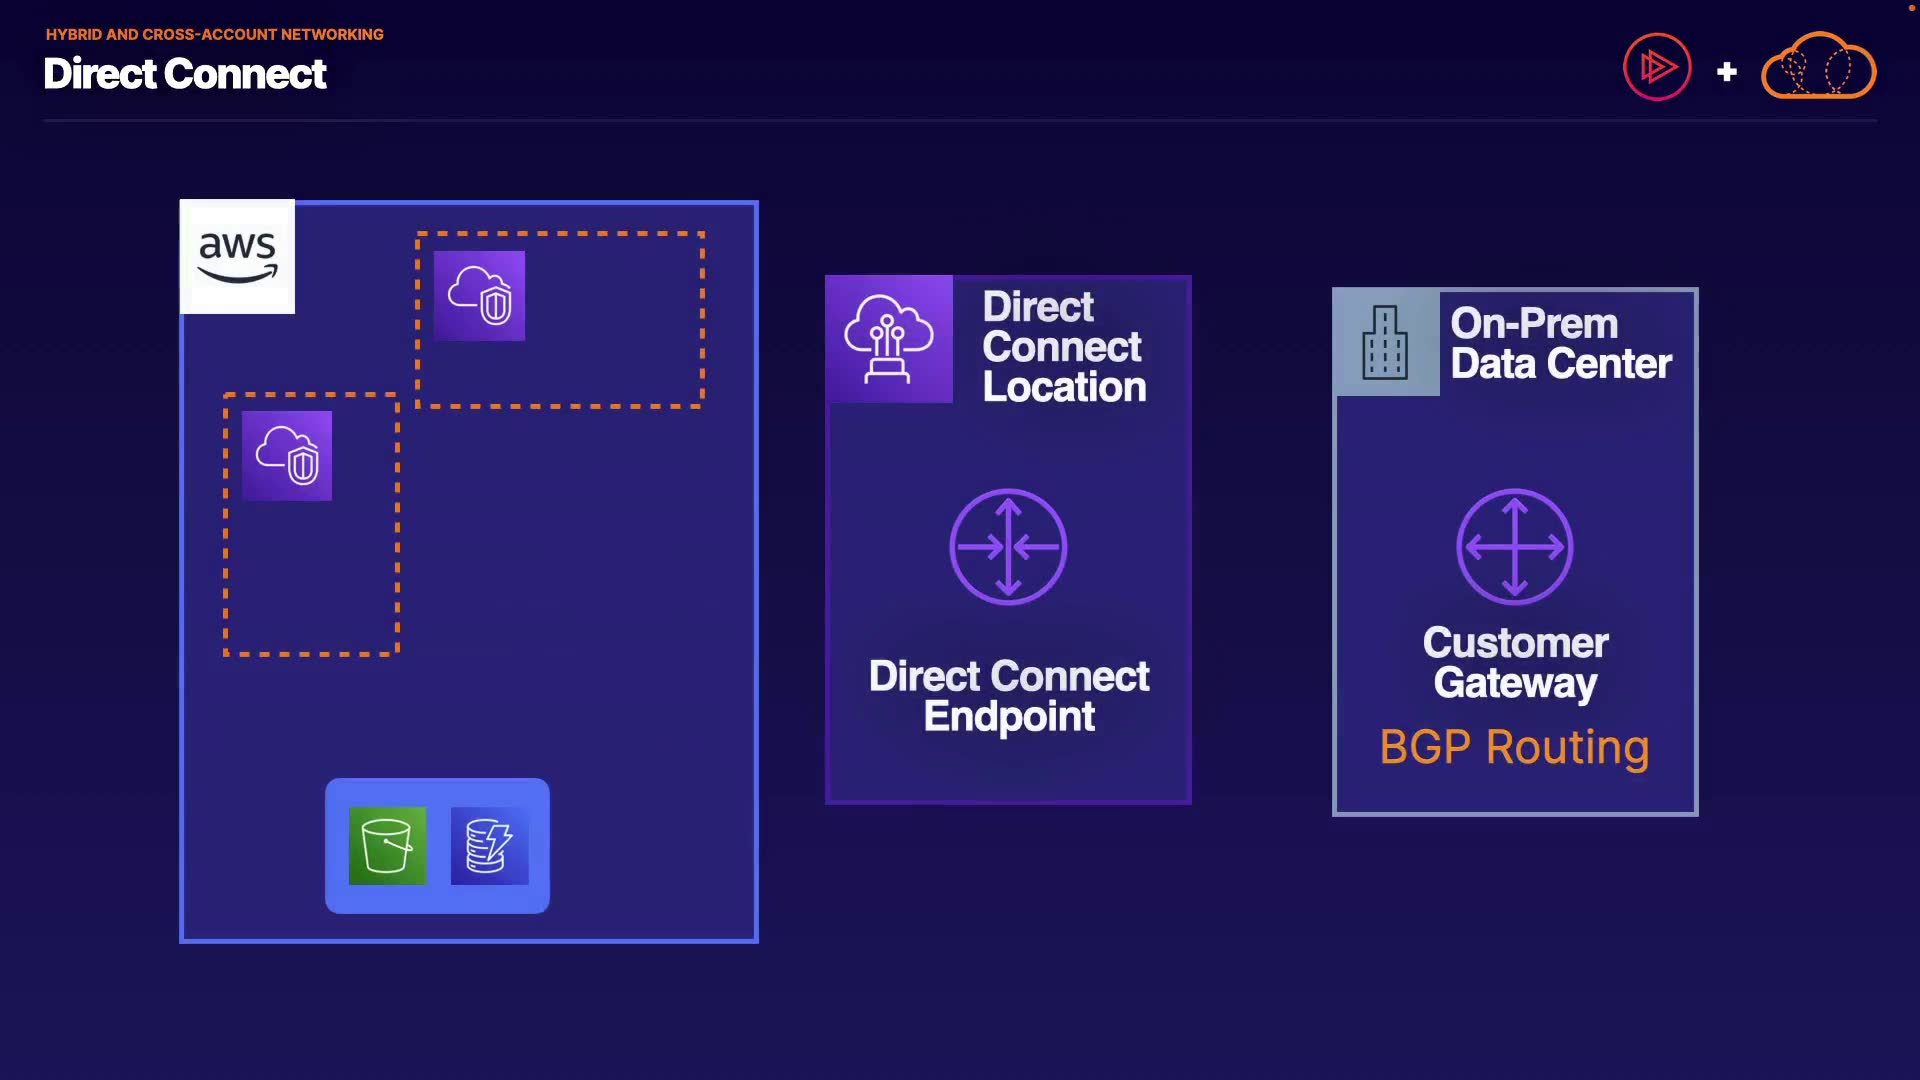 HYBRID AND CROSS-ACCOUNT NETWORKING
Direct Connect
aws
Direct
Connect
Location
Direct Connect
Endpoint
On-Prem
Data Center
Customer
Gateway
BGP Routing